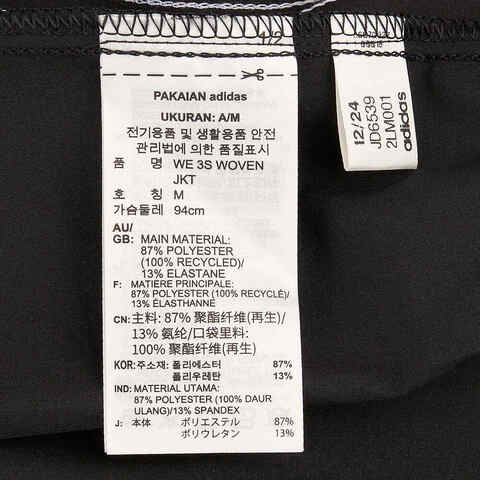 1/2
PAKAIAN adidas
UKURAN: A/M
전기용품 및 생활용품 안전
관리법에 의한 품질표시
품 명 WE 3S WOVEN
JKT
호 칭 M
가슴둘레 94cm
AU/
GB: MAIN MATERIAL:
87% POLYESTER
(100% RECYCLED)/
13% ELASTANE
F: MATIERE PRINCIPALE:
87% POLYESTER (100% RECYCLÉ)/
13% ÉLASTHANNE
CN: 主料: 87% 聚酯纤维(再生)/
13% 氨纶/口袋里料:
100% 聚酯纤维(再生)
KOR: 주소재: 폴리에스터 87%
폴리우레탄 13%
IND: MATERIAL UTAMA:
87% POLYESTER (100% DAUR
ULANG)/13% SPANDEX
J: 本体 ポリエステル 87%
ポリウレタン 13%
12/24
JD6539
2LM001
adidas